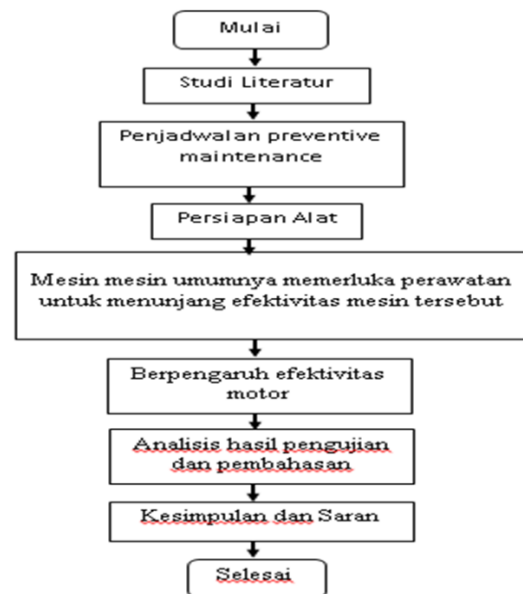 Mulai
Studi Literatur
Penjadwalan preventive
maintenance
Persiapan Alat
Mesin mesin umumnya memerluka perawatan
untuk menunjang efektivitas mesin tersebut
Berpengaruh efektivitas
motor
Analisis hasil pengujian
dan pembahasan
Kesimpulan dan Saran
Selesai